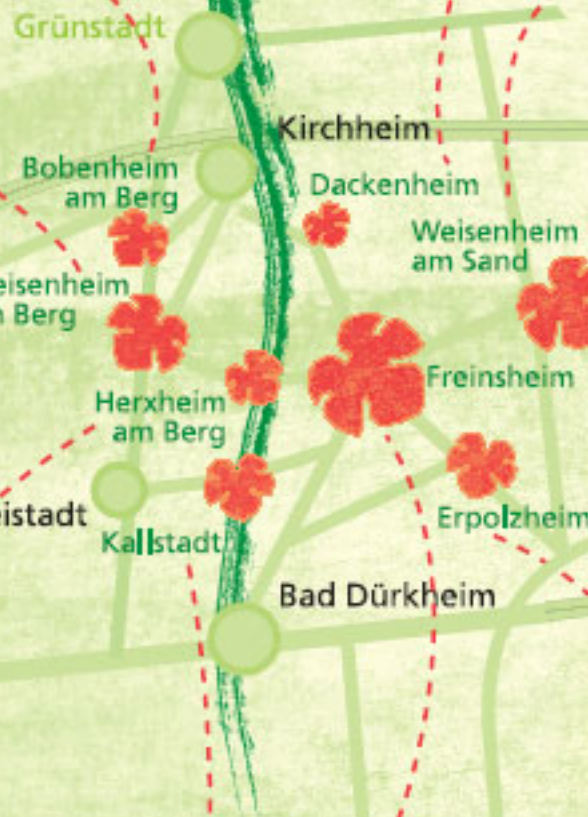 Grünstadt
Kirchheim
Bobenheim
am Berg
Dackenheim
Weisenheim
am Sand
eisenheim
Berg
Freinsheim
Herxheim
am Berg
eistadt
Kallstadt
Erpolzheim
Bad Dürkheim